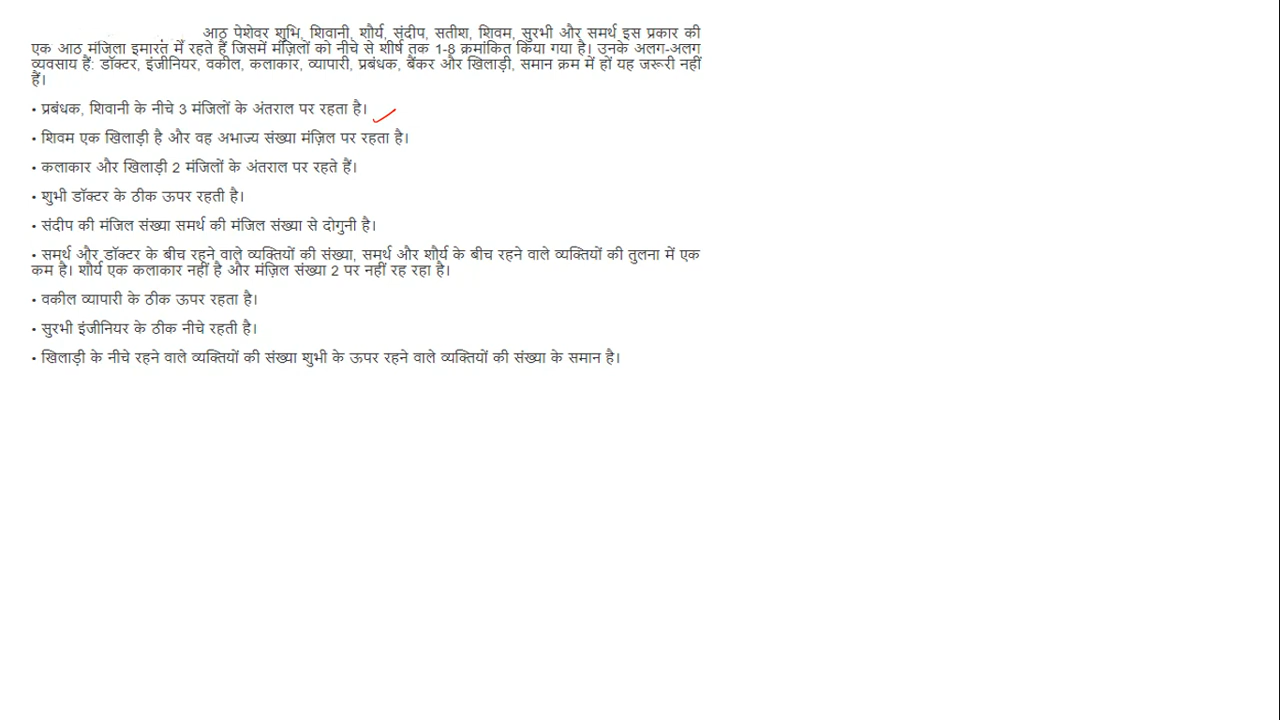 आठ पेशेवर शुभि, शिवानी, शौर्य, संदीप, सतीश, शिवम, सुरभी और समर्थ इस प्रकार की
एक आठ मंजिला इमारत में रहते हैं जिसमें मंज़िलों को नीचे से शीर्ष तक 1-8 क्रमांकित किया गया है। उनके अलग-अलग
व्यवसाय हैं: डॉक्टर, इंजीनियर, वकील, कलाकार, व्यापारी, प्रबंधक, बैंकर और खिलाड़ी, समान क्रम में हों यह जरूरी नहीं
हैं।
• प्रबंधक, शिवानी के नीचे 3 मंजिलों के अंतराल पर रहता है।
• शिवम एक खिलाड़ी है और वह अभाज्य संख्या मंज़िल पर रहता है।
• कलाकार और खिलाड़ी 2 मंजिलों के अंतराल पर रहते हैं।
• शुभी डॉक्टर के ठीक ऊपर रहती है।
• संदीप की मंजिल संख्या समर्थ की मंजिल संख्या से दोगुनी है।
• समर्थ और डॉक्टर के बीच रहने वाले व्यक्तियों की संख्या, समर्थ और शौर्य के बीच रहने वाले व्यक्तियों की तुलना में एक
कम है। शौर्य एक कलाकार नहीं है और मंज़िल संख्या 2 पर नहीं रह रहा है।
• वकील व्यापारी के ठीक ऊपर रहता है।
• सुरभी इंजीनियर के ठीक नीचे रहती है।
• खिलाड़ी के नीचे रहने वाले व्यक्तियों की संख्या शुभी के ऊपर रहने वाले व्यक्तियों की संख्या के समान है।